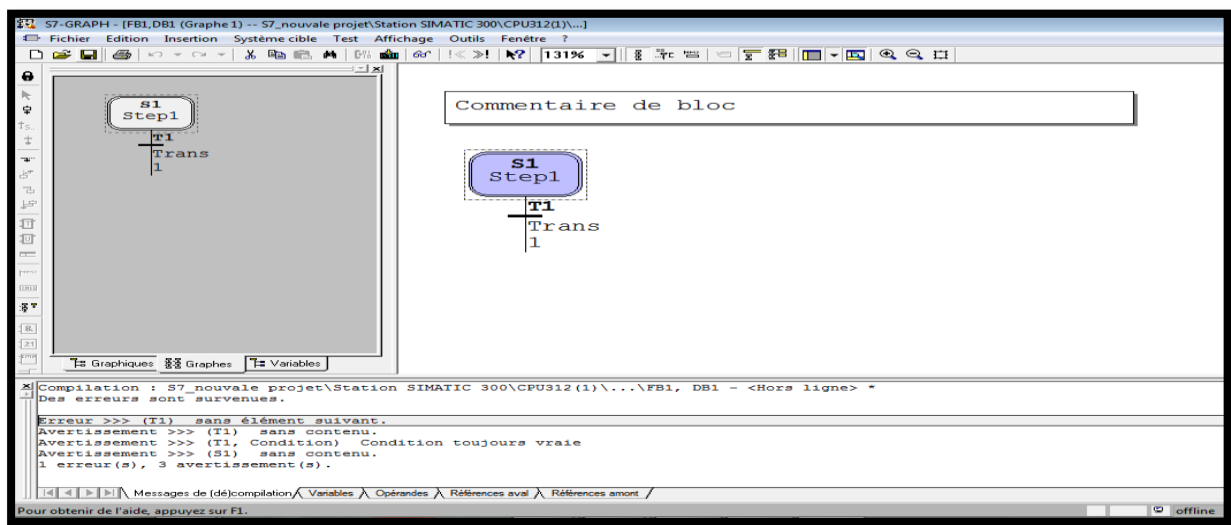 S7-GRAPH - [FB1,DB1 (Graphe 1) -- S7_nouvale projet\Station SIMATIC 300\CPU312(1)\...]
Fichier Edition Insertion Système cible Test Affichage Outils Fenêtre ?
131%
S1
Step1
T1
Trans
1
Graphiques Graphes Variables
Commentaire de bloc
S1
Step1
T1
Trans
1
Compilation : S7_nouvale projet\Station SIMATIC 300\CPU312(1)\...\FB1, DB1 - <Hors ligne> *
Des erreurs sont survenues.
Erreur >>> (T1) sans élément suivant.
Avertissement >>> (T1) sans contenu.
Avertissement >>> (T1, Condition) Condition toujours vraie
Avertissement >>> (S1) sans contenu.
1 erreur(s), 3 avertissement(s).
Messages de (dé)compilation Variables Opérandes Références aval Références amont
Pour obtenir de l'aide, appuyez sur F1.
offline